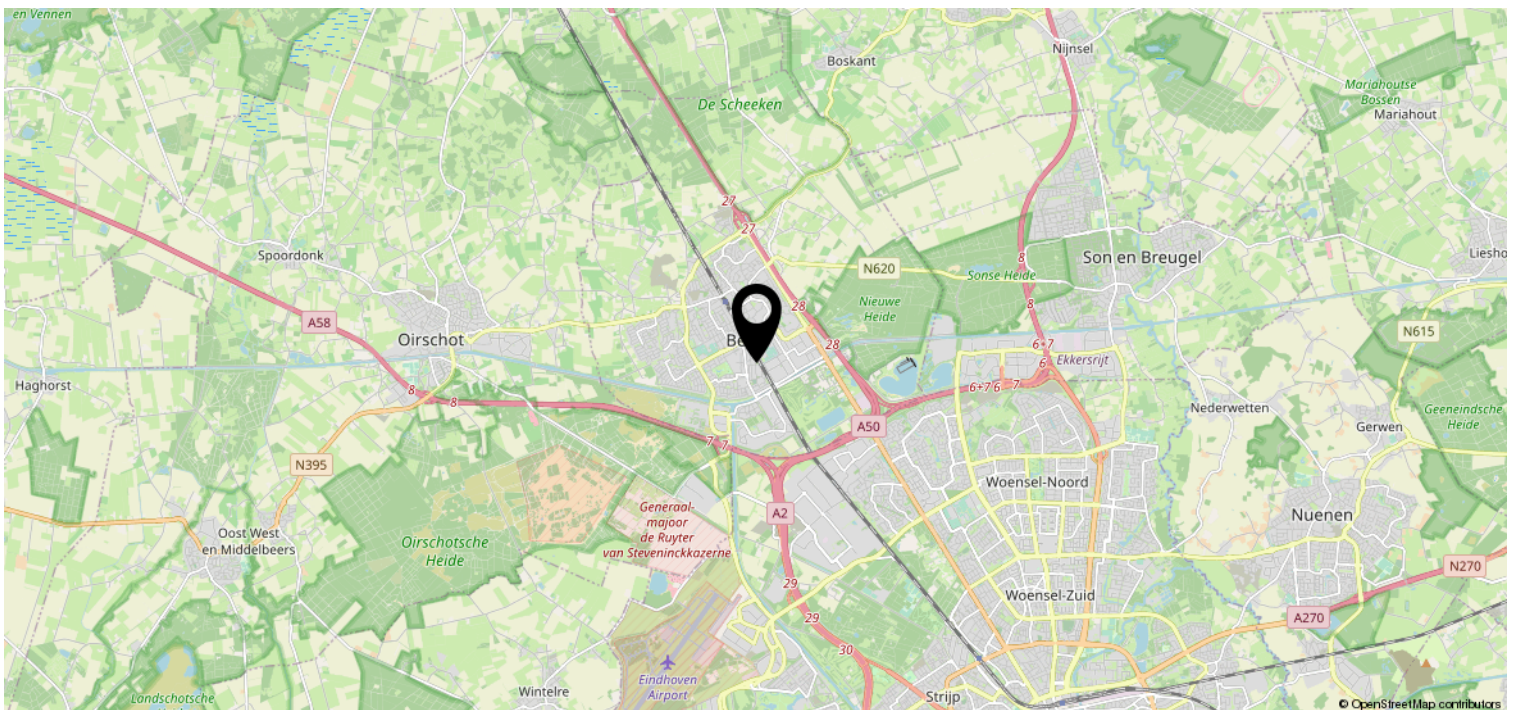 en Vennen
Nijnsel
Boskant
Mariahoutse
Bossen
Mariahout
De Scheeken
27
27
Spoordonk
Son en Breugel
Liesho
8
N620
Sonse Heide
Nieuwe
Heide
8
28
A58
N615
Oirschot
Be
28
6+7
6
Ekkersrijt
Haghorst
8
8
6+7
6
7
Nederwetten
Geeneindsche
Heide
Gerwen
A50
7
7
N395
Woensel-Noord
A2
Generaal-
majoor
de Ruyter
van Steveninckkazerne
Nuenen
Oost West
en Middelbeers
Oirschotsche
Heide
N270
29
Woensel-Zuid
29
A270
30
Eindhoven
Airport
Wintelre
Strijp
Landschotsche
© OpenStreetMap contributors